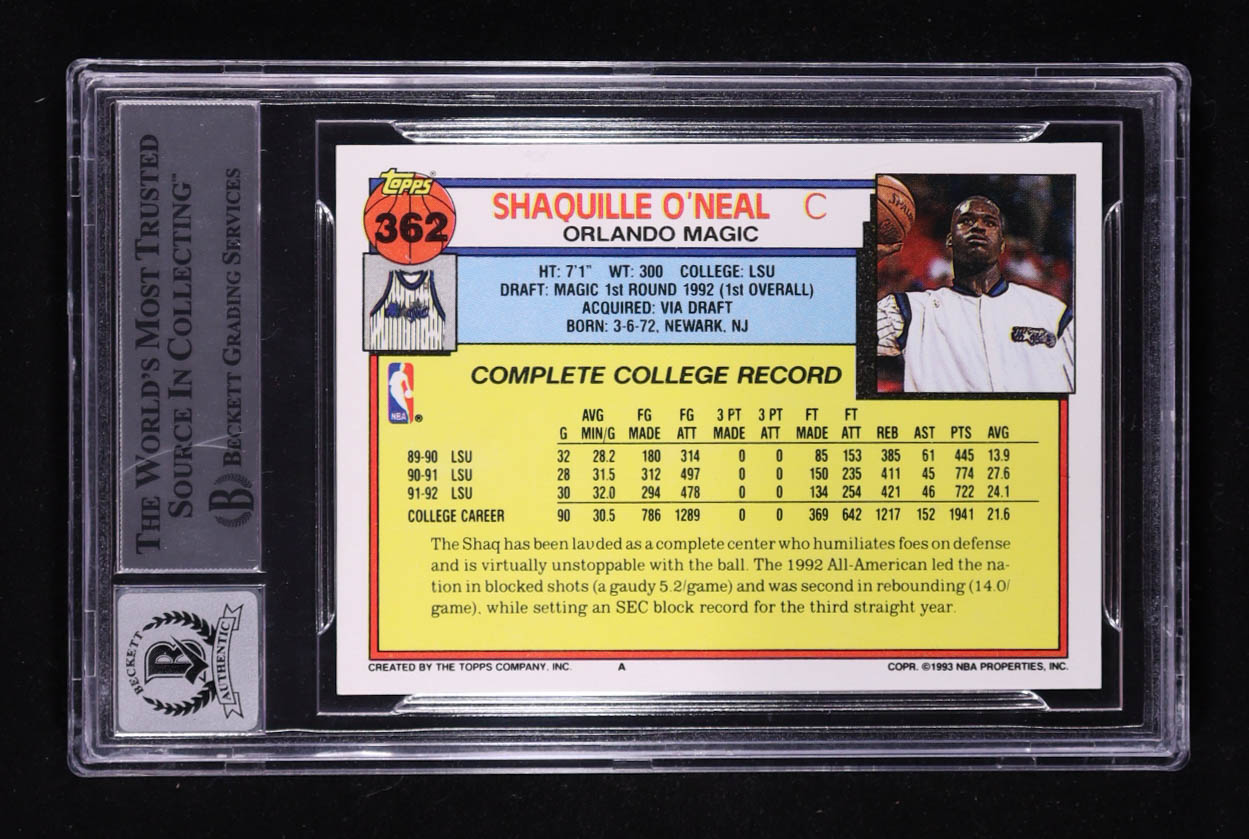 THE WORLD'S MOST TRUSTED
SOURCE IN COLLECTING™
B BECKETT GRADING SERVICES
BECKETT
B
AUTHENTIC
TOPPS®
362
SHAQUILLE O'NEAL C
ORLANDO MAGIC
HT: 7'1" WT: 300 COLLEGE: LSU
DRAFT: MAGIC 1st ROUND 1992 (1st OVERALL)
ACQUIRED: VIA DRAFT
BORN: 3-6-72, NEWARK, NJ
NBA ®
COMPLETE COLLEGE RECORD
AVG FG FG 3 PT 3 PT FT FT
G MIN/G MADE ATT MADE ATT MADE ATT REB AST PTS AVG
89-90 LSU 32 28.2 180 314 0 0 85 153 385 61 445 13.9
90-91 LSU 28 31.5 312 497 0 0 150 235 411 45 774 27.6
91-92 LSU 30 32.0 294 478 0 0 134 254 421 46 722 24.1
COLLEGE CAREER 90 30.5 786 1289 0 0 369 642 1217 152 1941 21.6
The Shaq has been lauded as a complete center who humiliates foes on defense
and is virtually unstoppable with the ball. The 1992 All-American led the na-
tion in blocked shots (a gaudy 5.2/game) and was second in rebounding (14.0/
game), while setting an SEC block record for the third straight year.
CREATED BY THE TOPPS COMPANY, INC. A COPR. ©1993 NBA PROPERTIES, INC.